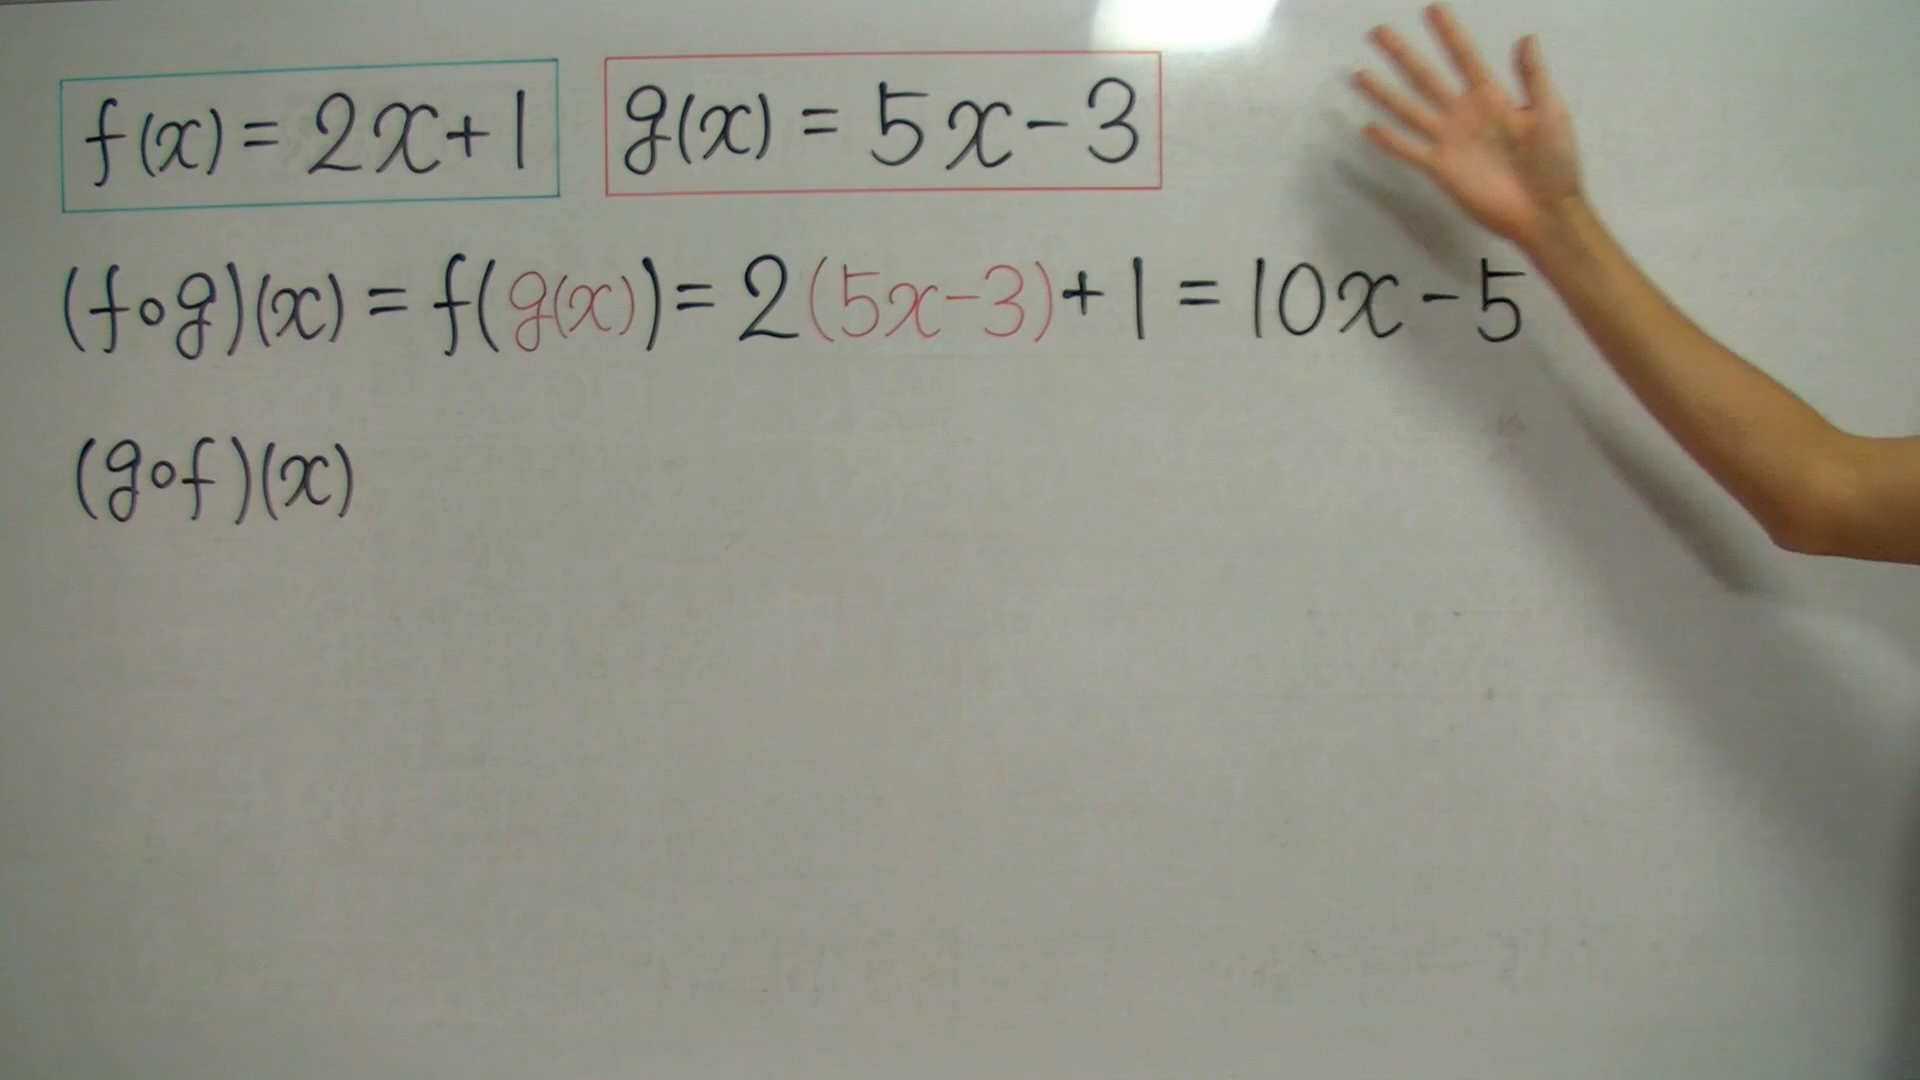 f(x) = 2x+1 g(x) = 5x-3
(f∘g)(x) = f(g(x)) = 2(5x-3)+1 = 10x-5
(g∘f)(x)